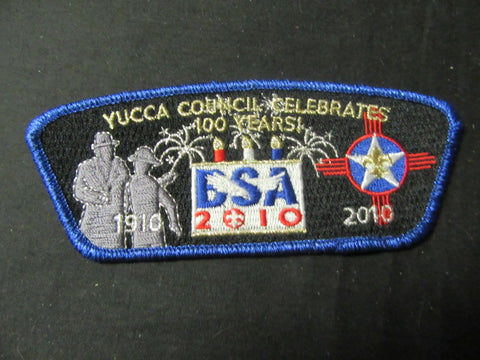 YUCCA COUNCIL CELEBRATES
100 YEARS!
BSA
2010
1910
2010